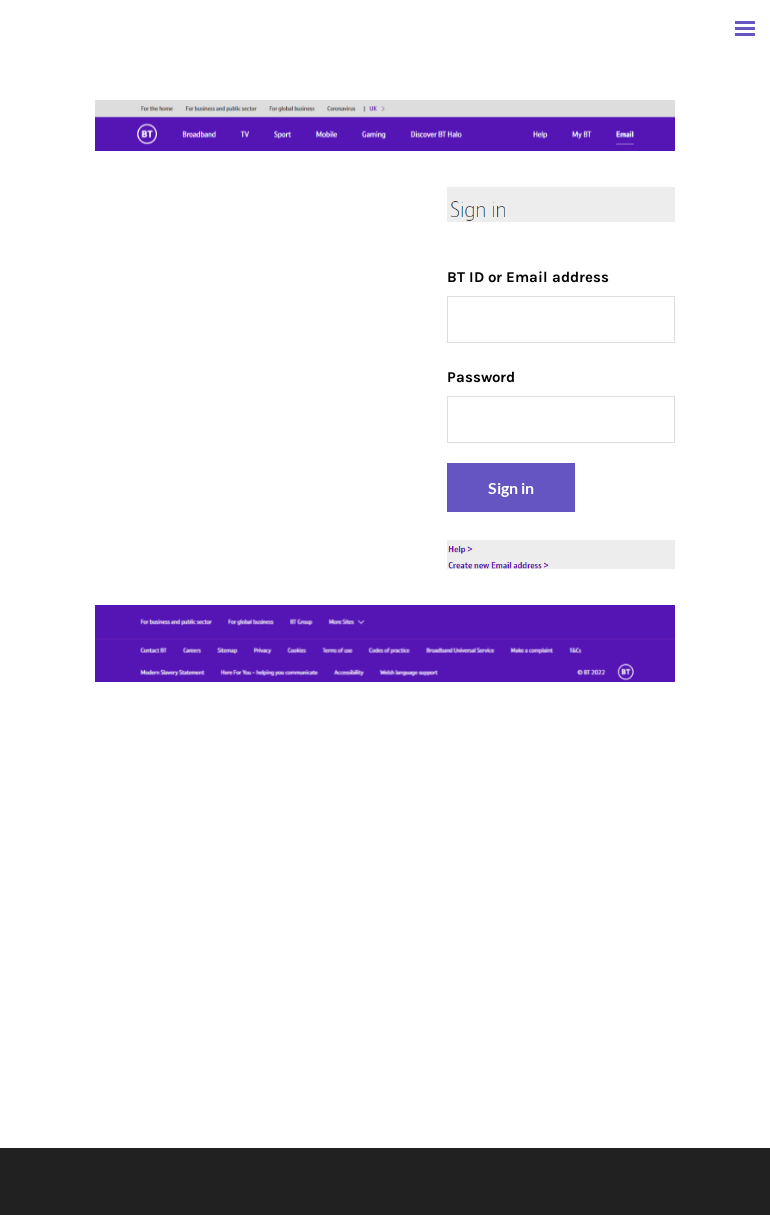 For the home For business and public sector For global business Coronavirus | UK >
BT Broadband TV Sport Mobile Gaming Discover BT Halo Help My BT Email
Sign in
BT ID or Email address
Password
Sign in
Help >
Create new Email address >
For business and public sector For global business BT Group More Sites
Contact BT Careers Sitemap Privacy Cookies Terms of use Codes of practice Broadband Universal Service Make a complaint T&Cs
Modern Slavery Statement Here For You – helping you communicate Accessibility Welsh language support © BT 2022 BT